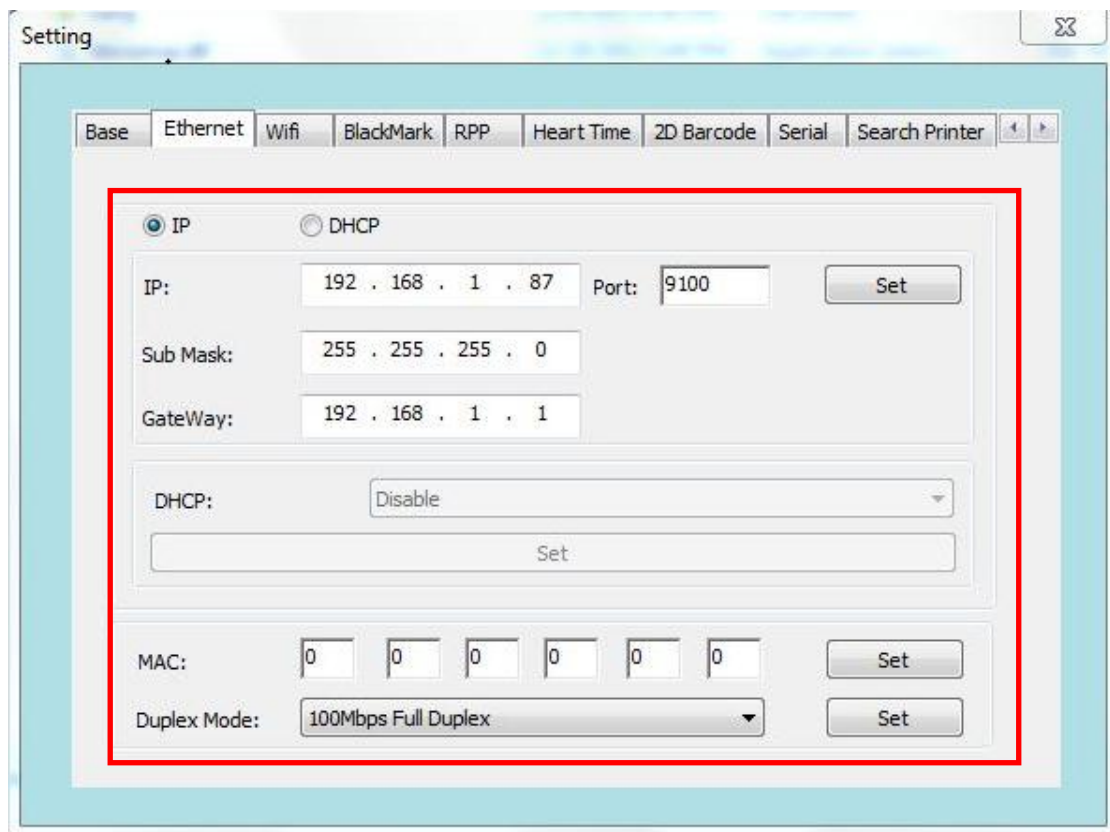 Setting
Base Ethernet Wifi BlackMark RPP Heart Time 2D Barcode Serial Search Printer
IP DHCP
IP: 192 . 168 . 1 . 87 Port: 9100 Set
Sub Mask: 255 . 255 . 255 . 0
GateWay: 192 . 168 . 1 . 1
DHCP: Disable
Set
MAC: 0 0 0 0 0 0 Set
Duplex Mode: 100Mbps Full Duplex Set